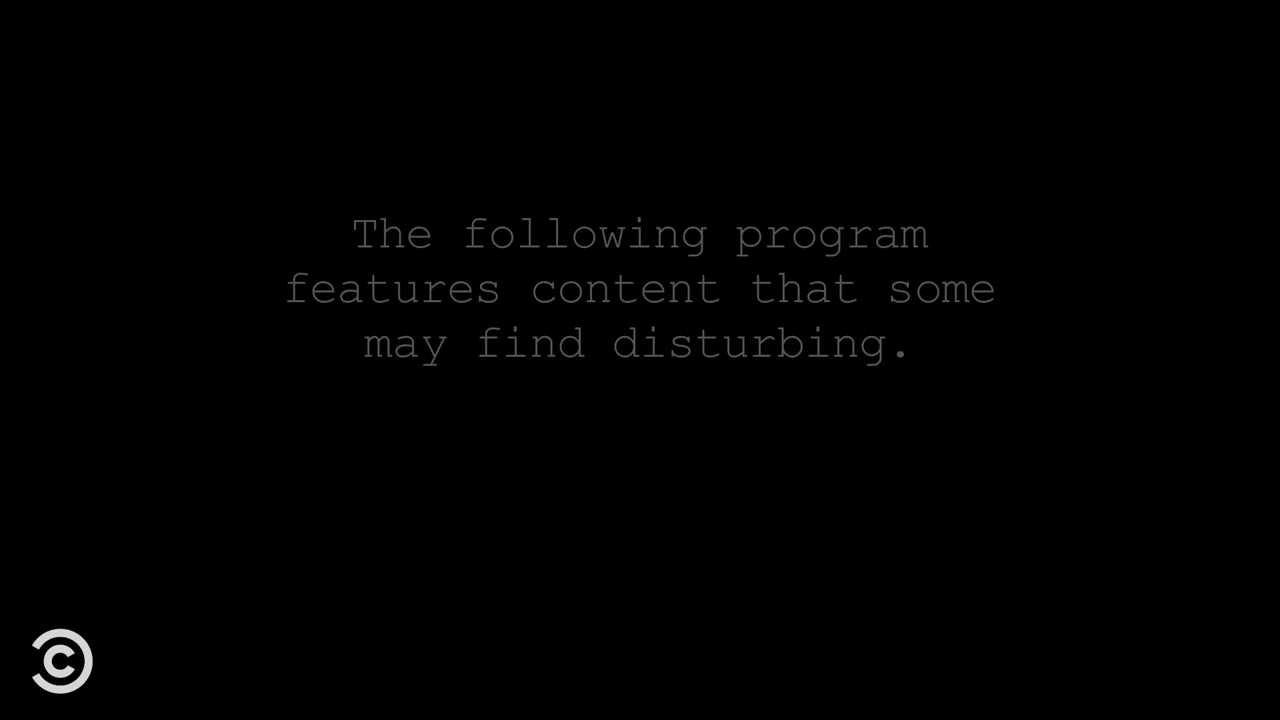 The following program
features content that some
may find disturbing.